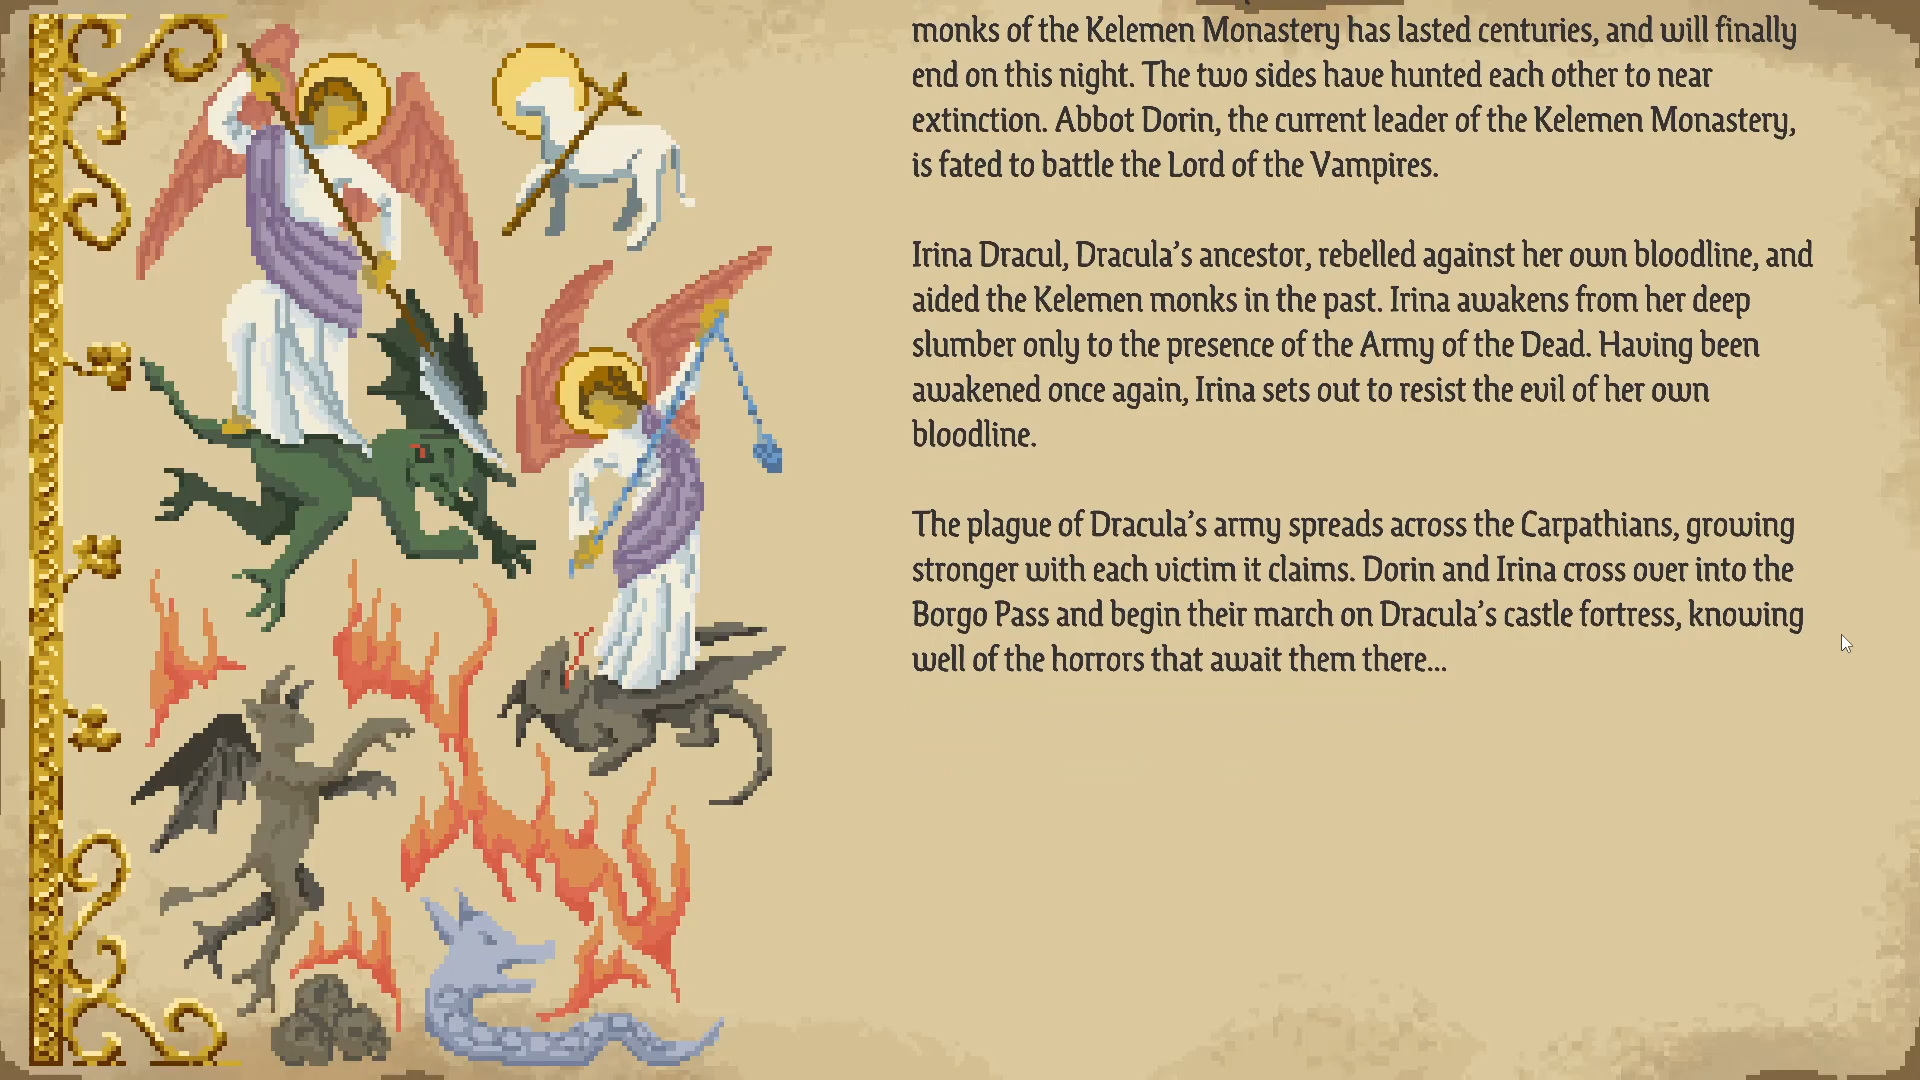 monks of the Kelemen Monastery has lasted centuries, and will finally
end on this night. The two sides have hunted each other to near
extinction. Abbot Dorin, the current leader of the Kelemen Monastery,
is fated to battle the Lord of the Vampires.
Irina Dracul, Dracula's ancestor, rebelled against her own bloodline, and
aided the Kelemen monks in the past. Irina awakens from her deep
slumber only to the presence of the Army of the Dead. Having been
awakened once again, Irina sets out to resist the evil of her own
bloodline.
The plague of Dracula's army spreads across the Carpathians, growing
stronger with each victim it claims. Dorin and Irina cross over into the
Borgo Pass and begin their march on Dracula's castle fortress, knowing
well of the horrors that await them there...